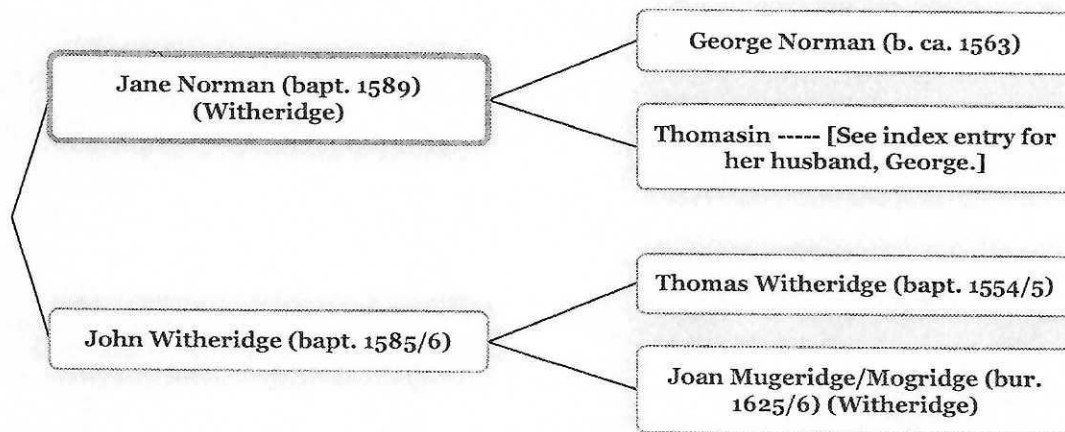 George Norman (b. ca. 1563)
Jane Norman (bapt. 1589)
(Witheridge)
Thomasin ----- [See index entry for
her husband, George.]
Thomas Witheridge (bapt. 1554/5)
John Witheridge (bapt. 1585/6)
Joan Mugeridge/Mogridge (bur.
1625/6) (Witheridge)